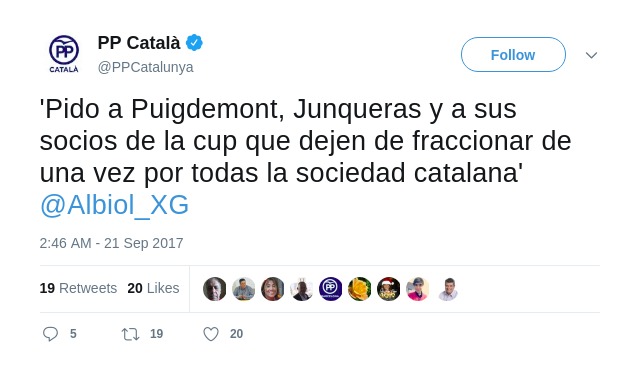 PP Català
@PPCatalunya
PP
CATALÀ
Follow
'Pido a Puigdemont, Junqueras y a sus
socios de la cup que dejen de fraccionar de
una vez por todas la sociedad catalana'
@Albiol_XG
2:46 AM - 21 Sep 2017
19 Retweets 20 Likes
PP
5 19 20